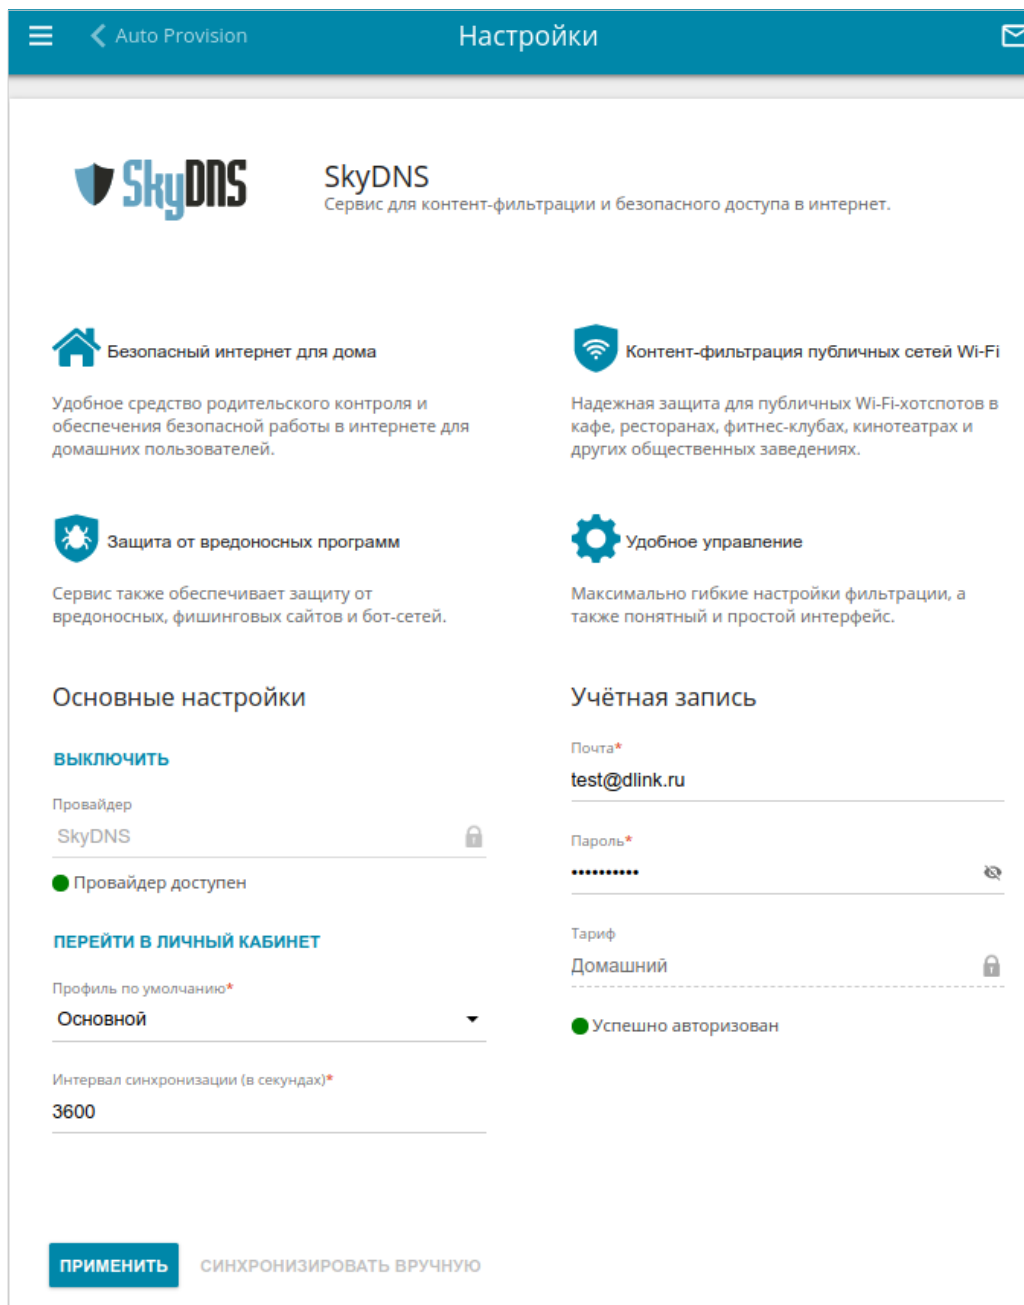 Auto Provision
Настройки
SkyDNS
SkyDNS
Сервис для контент-фильтрации и безопасного доступа в интернет.
Безопасный интернет для дома
Удобное средство родительского контроля и
обеспечения безопасной работы в интернете для
домашних пользователей.
Контент-фильтрация публичных сетей Wi-Fi
Надежная защита для публичных Wi-Fi-хотспотов в
кафе, ресторанах, фитнес-клубах, кинотеатрах и
других общественных заведениях.
Защита от вредоносных программ
Сервис также обеспечивает защиту от
вредоносных, фишинговых сайтов и бот-сетей.
Удобное управление
Максимально гибкие настройки фильтрации, а
также понятный и простой интерфейс.
Основные настройки
ВЫКЛЮЧИТЬ
Провайдер
SkyDNS
Провайдер доступен
ПЕРЕЙТИ В ЛИЧНЫЙ КАБИНЕТ
Профиль по умолчанию*
Основной
Интервал синхронизации (в секундах)*
3600
Учётная запись
Почта*
test@dlink.ru
Пароль*
••••••••••
Тариф
Домашний
Успешно авторизован
ПРИМЕНИТЬ
СИНХРОНИЗИРОВАТЬ ВРУЧНУЮ